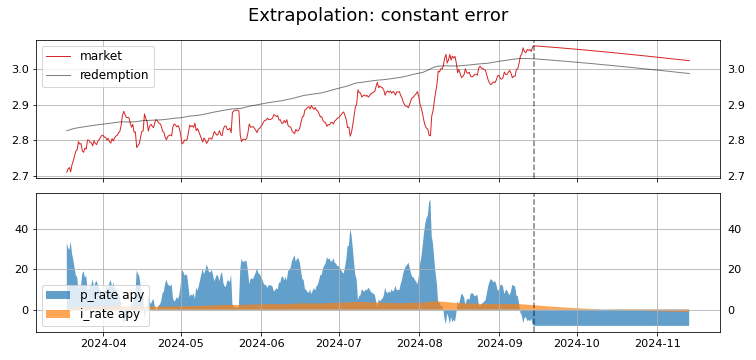 Extrapolation: constant error
market
redemption
3.0
2.9
2.8
2.7
3.0
2.9
2.8
2.7
40
20
0
40
20
0
p_rate apy
i_rate apy
2024-04 2024-05 2024-06 2024-07 2024-08 2024-09 2024-10 2024-11